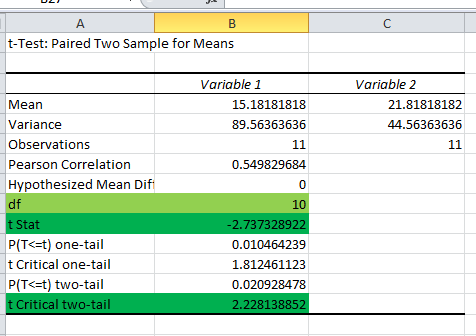 A B C
t-Test: Paired Two Sample for Means
Variable 1 Variable 2
Mean 15.18181818 21.81818182
Variance 89.56363636 44.56363636
Observations 11 11
Pearson Correlation 0.549829684
Hypothesized Mean Dif 0
df 10
t Stat -2.737328922
P(T<=t) one-tail 0.010464239
t Critical one-tail 1.812461123
P(T<=t) two-tail 0.020928478
t Critical two-tail 2.228138852